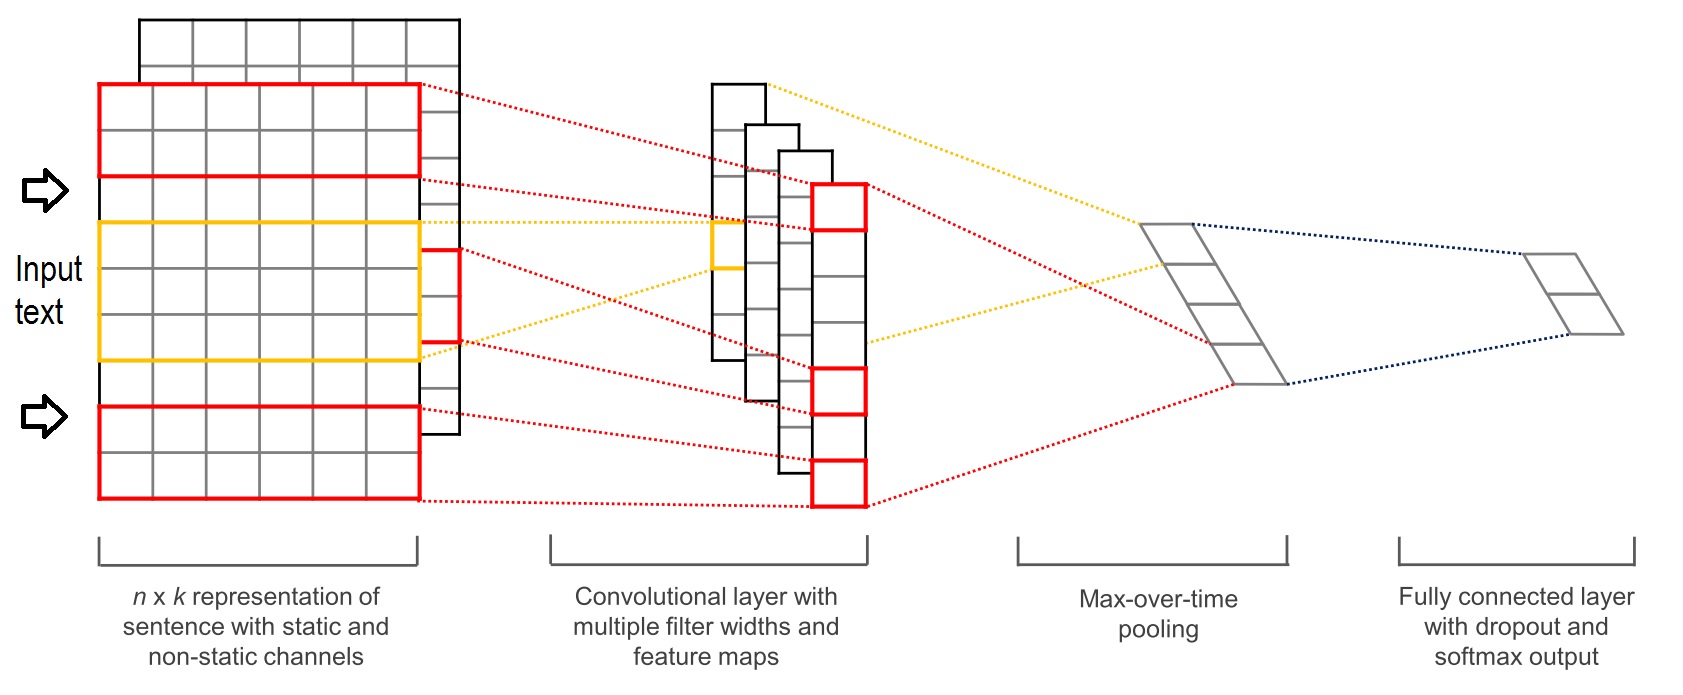 Input
text
n x k representation of
sentence with static and
non-static channels
Convolutional layer with
multiple filter widths and
feature maps
Max-over-time
pooling
Fully connected layer
with dropout and
softmax output